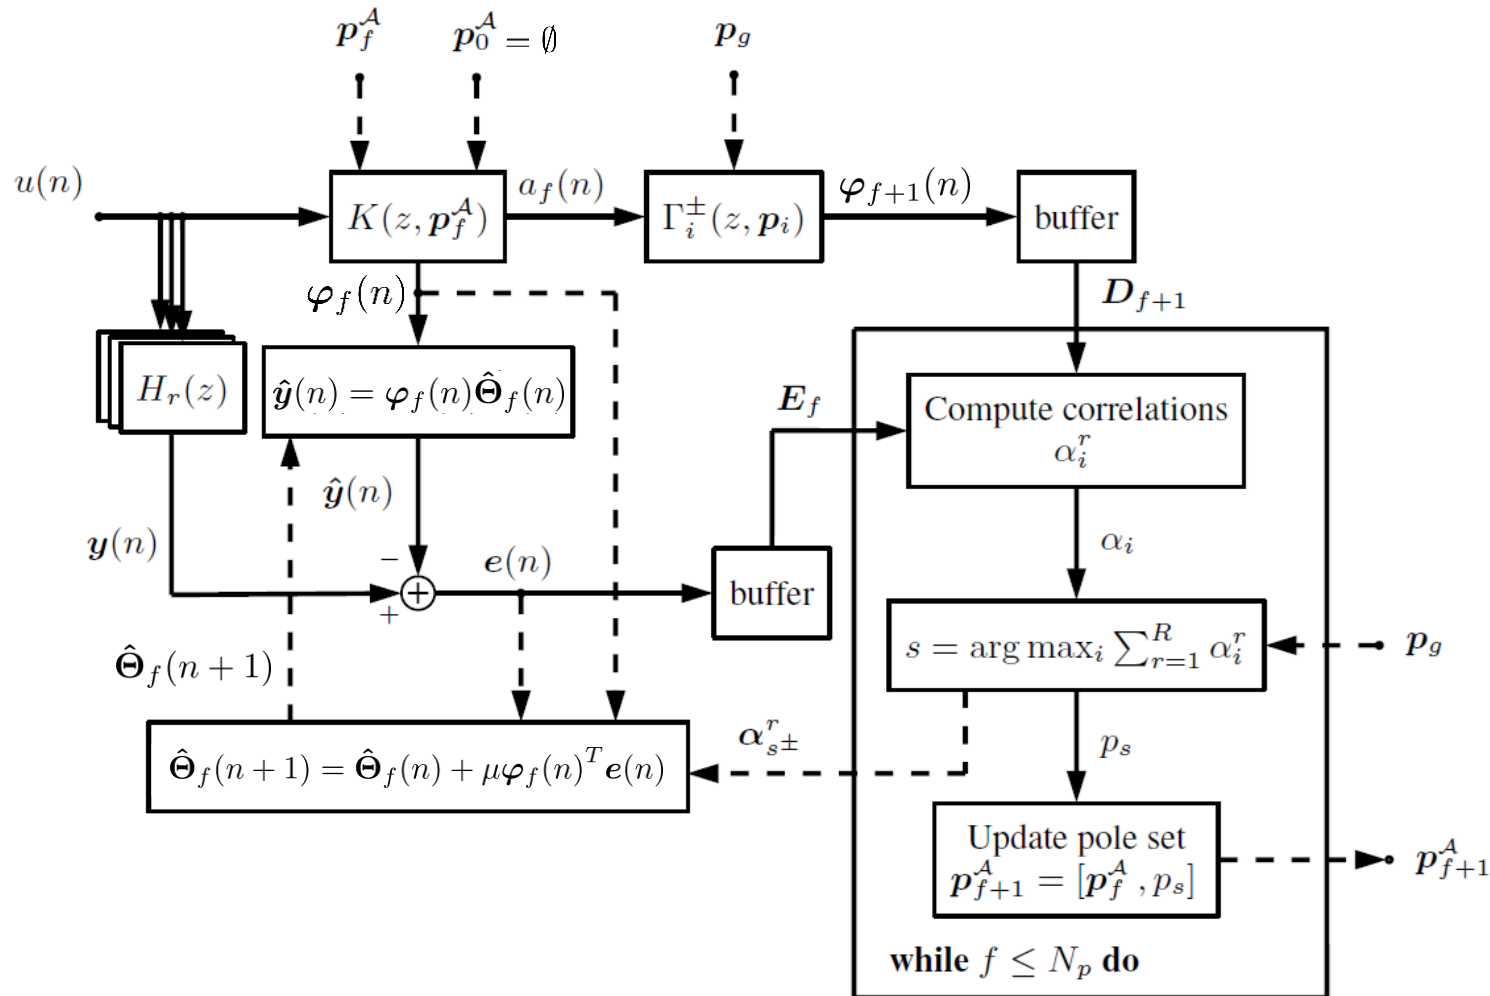 𝒑_f^𝒜
𝒑_0^𝒜 = ∅
𝒑_g
u(n)
K(z, 𝒑_f^𝒜)
a_f(n)
Γ_i^±(z, 𝒑_i)
𝝋_{f+1}(n)
buffer
𝝋_f(n)
𝑫_{f+1}
H_r(z)
𝒚̂(n) = 𝝋_f(n)𝚯̂_f(n)
𝑬_f
Compute correlations
α_i^r
𝒚̂(n)
𝒚(n)
−
+
+
𝒆(n)
buffer
α_i
s = arg max_i ∑_{r=1}^R α_i^r
𝒑_g
𝚯̂_f(n + 1)
𝚯̂_f(n + 1) = 𝚯̂_f(n) + μ𝝋_f(n)^T 𝒆(n)
𝜶_{s±}^r
p_s
Update pole set
𝒑_{f+1}^𝒜 = [𝒑_f^𝒜 , p_s]
𝒑_{f+1}^𝒜
while f ≤ N_p do